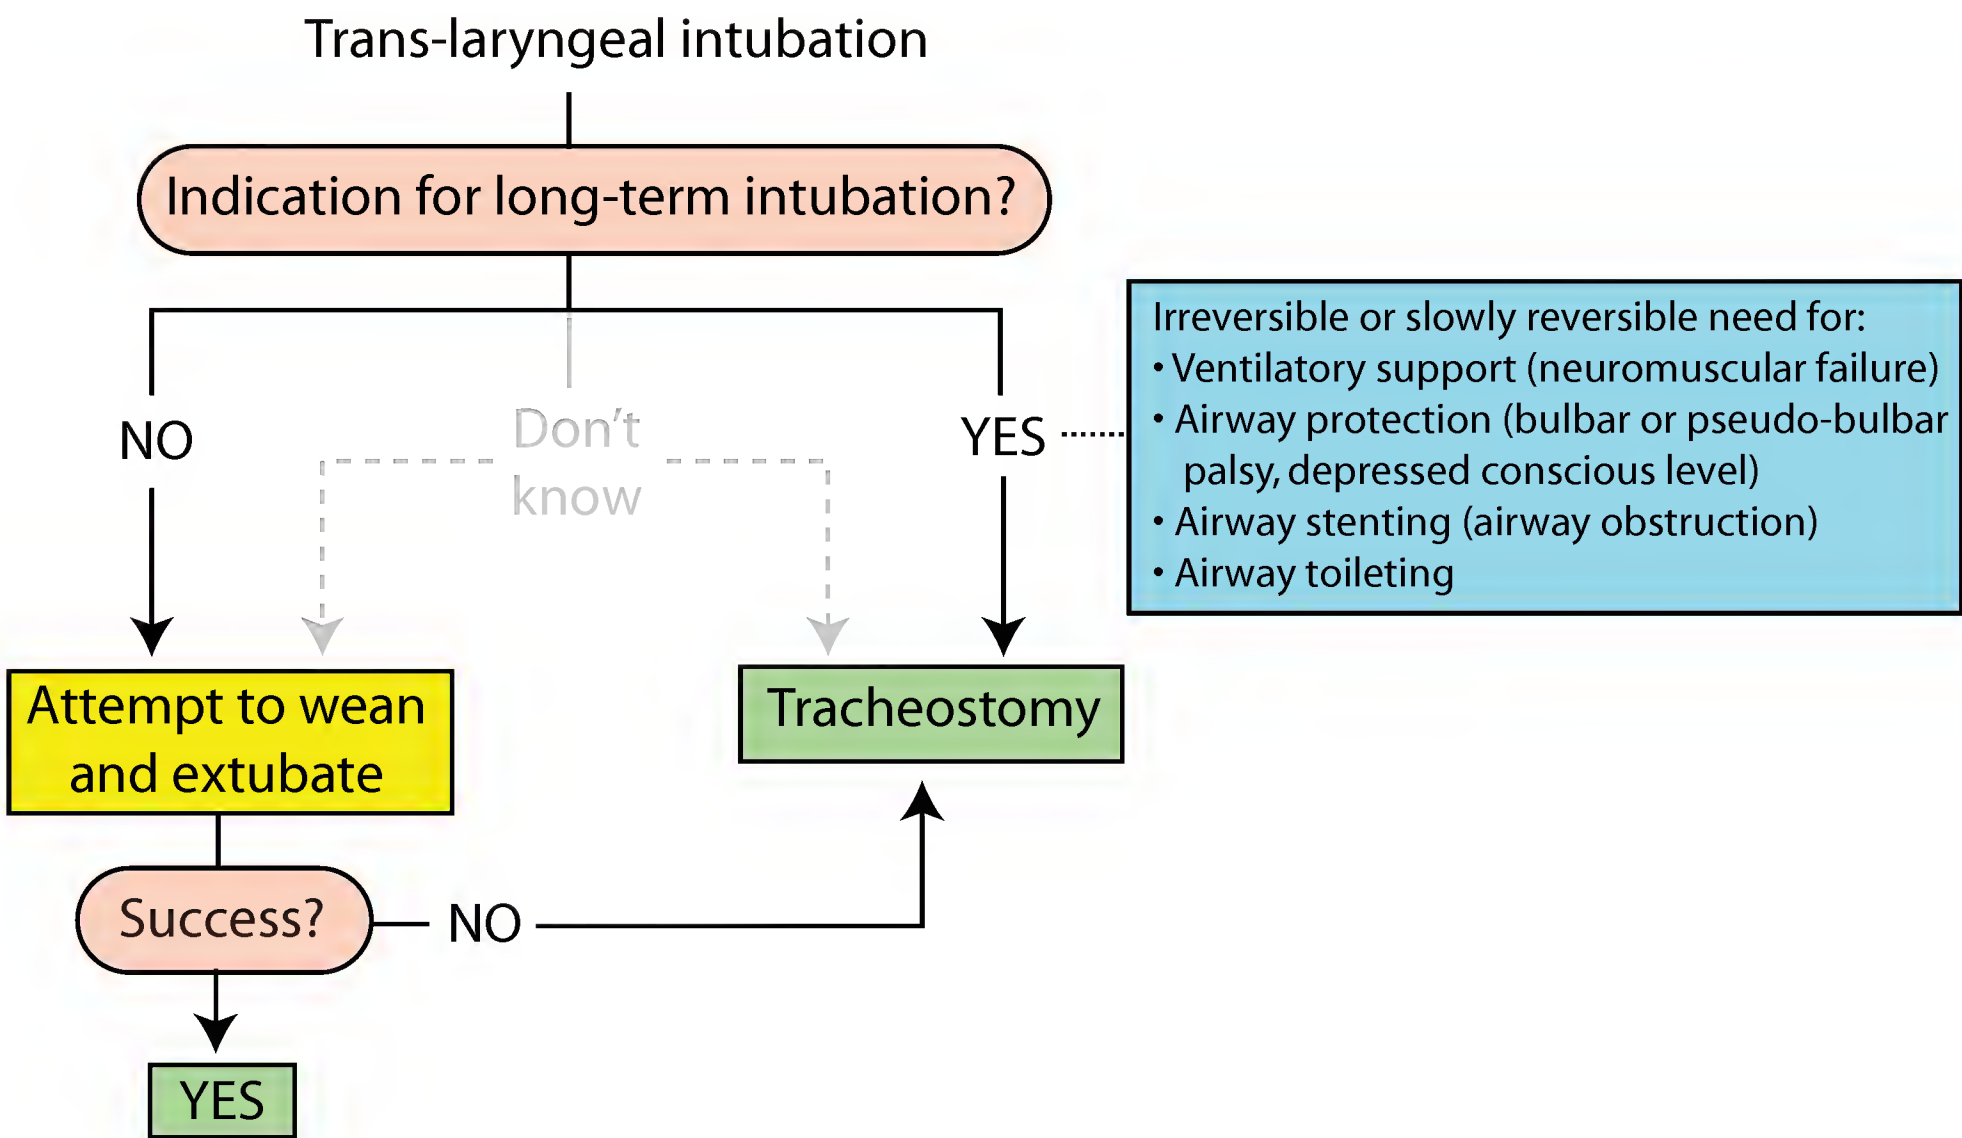 Trans-laryngeal intubation
Indication for long-term intubation?
Irreversible or slowly reversible need for:
• Ventilatory support (neuromuscular failure)
• Airway protection (bulbar or pseudo-bulbar
palsy, depressed conscious level)
• Airway stenting (airway obstruction)
• Airway toileting
NO
Don't
know
YES
Attempt to wean
and extubate
Tracheostomy
Success?
NO
YES